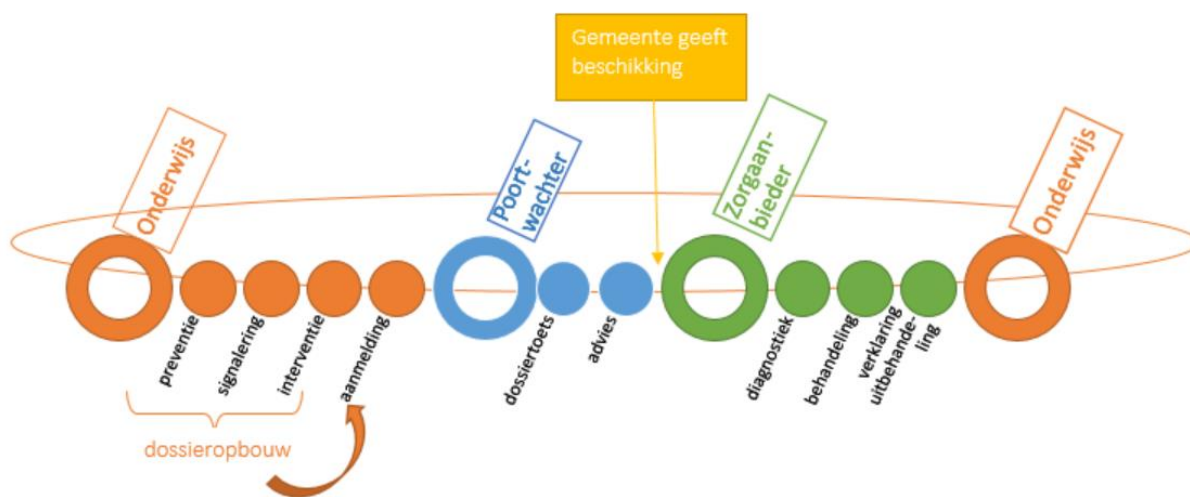 Gemeente geeft
beschikking
Onderwijs
Poort-
wachter
Zorgaan-
bieder
Onderwijs
preventie
signalering
interventie
aanmelding
dossiertoets
advies
diagnostiek
behandeling
verklaring
uitbehande-
ling
dossieropbouw